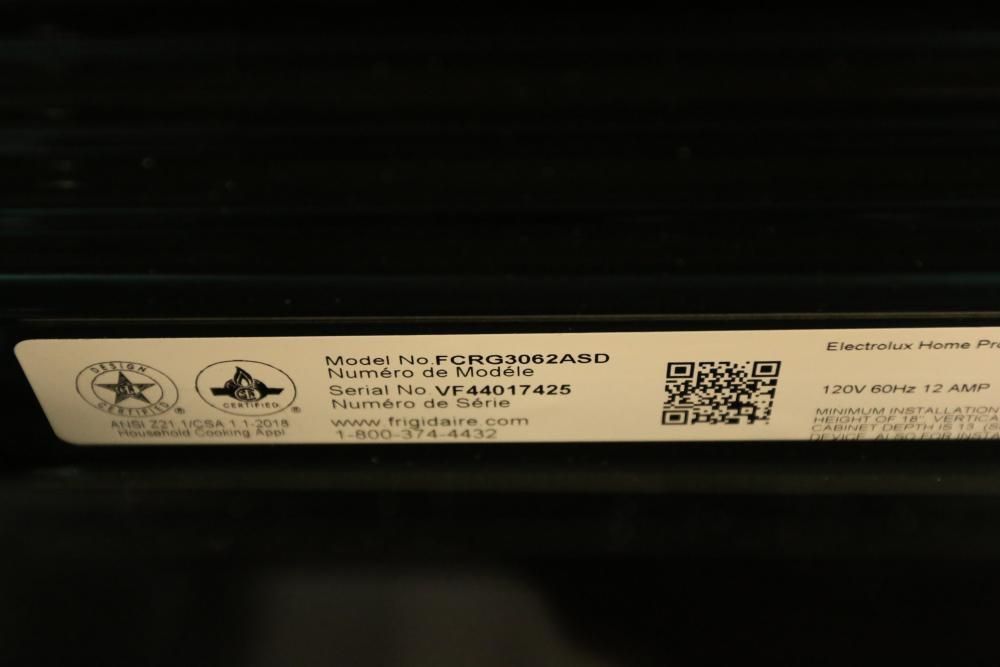 DESIGN
CERTIFIED
®
CERTIFIED
®
ANSI Z21.1/CSA 1.1-2018
Household Cooking Appl
Model No.FCRG3062ASD
Numéro de Modéle
Serial No VF44017425
Numéro de Série
www.frigidaire.com
1-800-374-4432
Electrolux Home Pro
120V 60Hz 12 AMP
MINIMUM INSTALLATION
HEIGHT OF 18" VERTICA
CABINET DEPTH IS 13
DEVICE. ALSO FOR INSTA